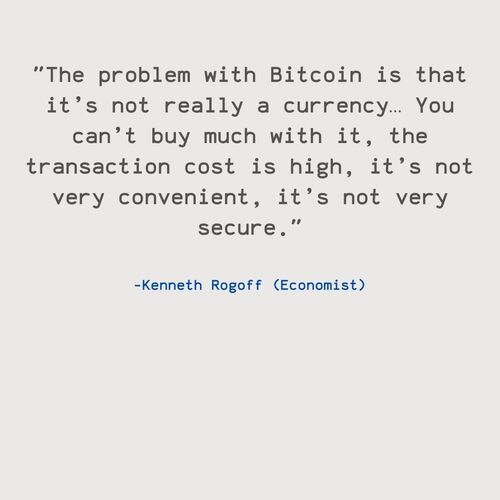 "The problem with Bitcoin is that
it's not really a currency… You
can't buy much with it, the
transaction cost is high, it's not
very convenient, it's not very
secure."
-Kenneth Rogoff (Economist)